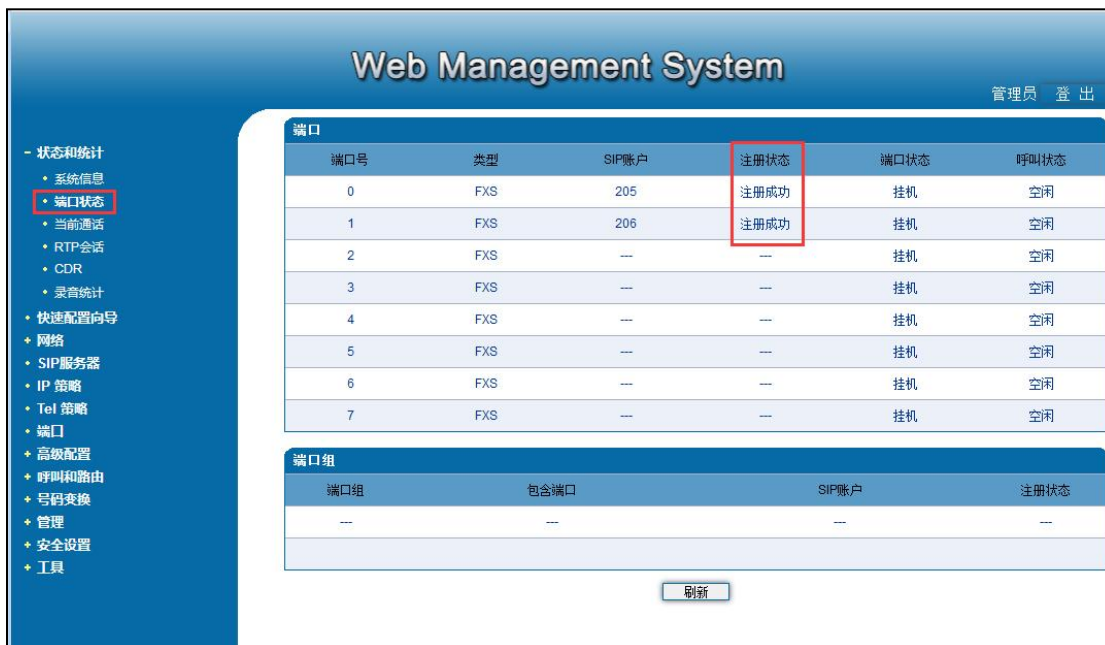 Web Management System
管理员 登 出
- 状态和统计
• 系统信息
• 端口状态
• 当前通话
• RTP会话
• CDR
• 录音统计
• 快速配置向导
+ 网络
• SIP服务器
• IP 策略
• Tel 策略
• 端口
+ 高级配置
+ 呼叫和路由
+ 号码变换
+ 管理
+ 安全设置
+ 工具
端口
端口号 类型 SIP账户 注册状态 端口状态 呼叫状态
0 FXS 205 注册成功 挂机 空闲
1 FXS 206 注册成功 挂机 空闲
2 FXS --- --- 挂机 空闲
3 FXS --- --- 挂机 空闲
4 FXS --- --- 挂机 空闲
5 FXS --- --- 挂机 空闲
6 FXS --- --- 挂机 空闲
7 FXS --- --- 挂机 空闲
端口组
端口组 包含端口 SIP账户 注册状态
--- --- --- ---
刷新